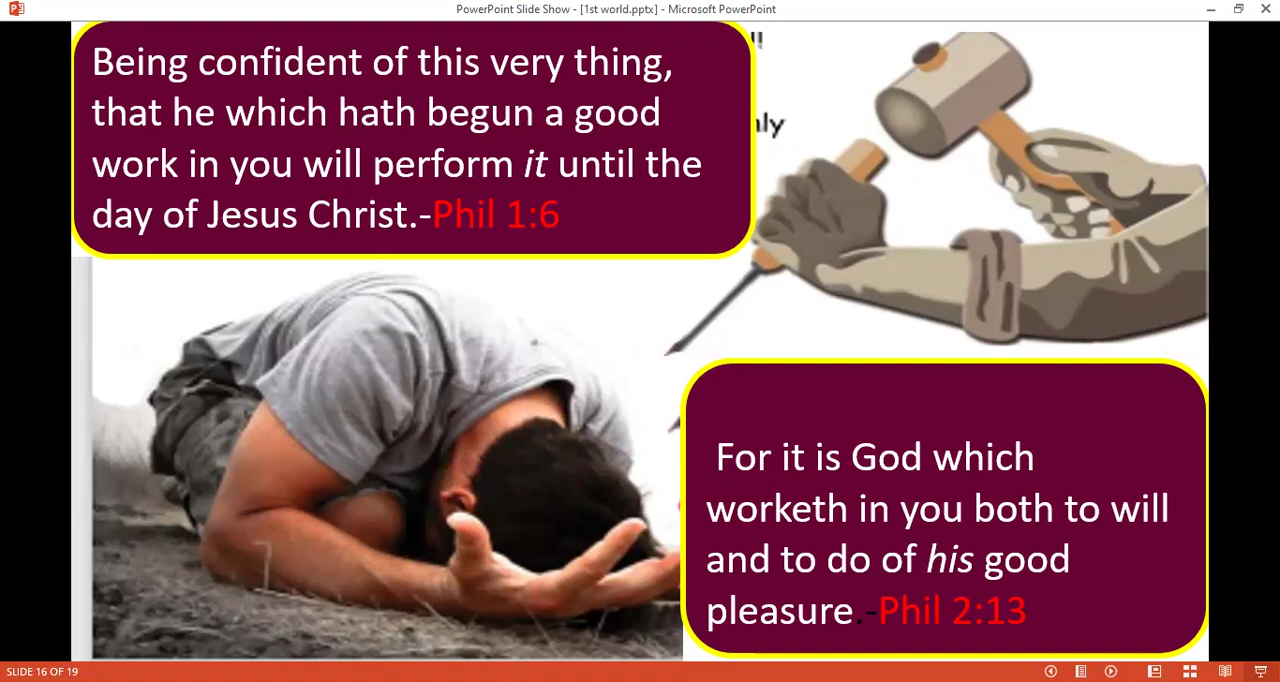 PowerPoint Slide Show - [1st world.pptx] - Microsoft PowerPoint
Being confident of this very thing,
that he which hath begun a good
work in you will perform it until the
day of Jesus Christ.-Phil 1:6
For it is God which
worketh in you both to will
and to do of his good
pleasure.-Phil 2:13
SLIDE 16 OF 19